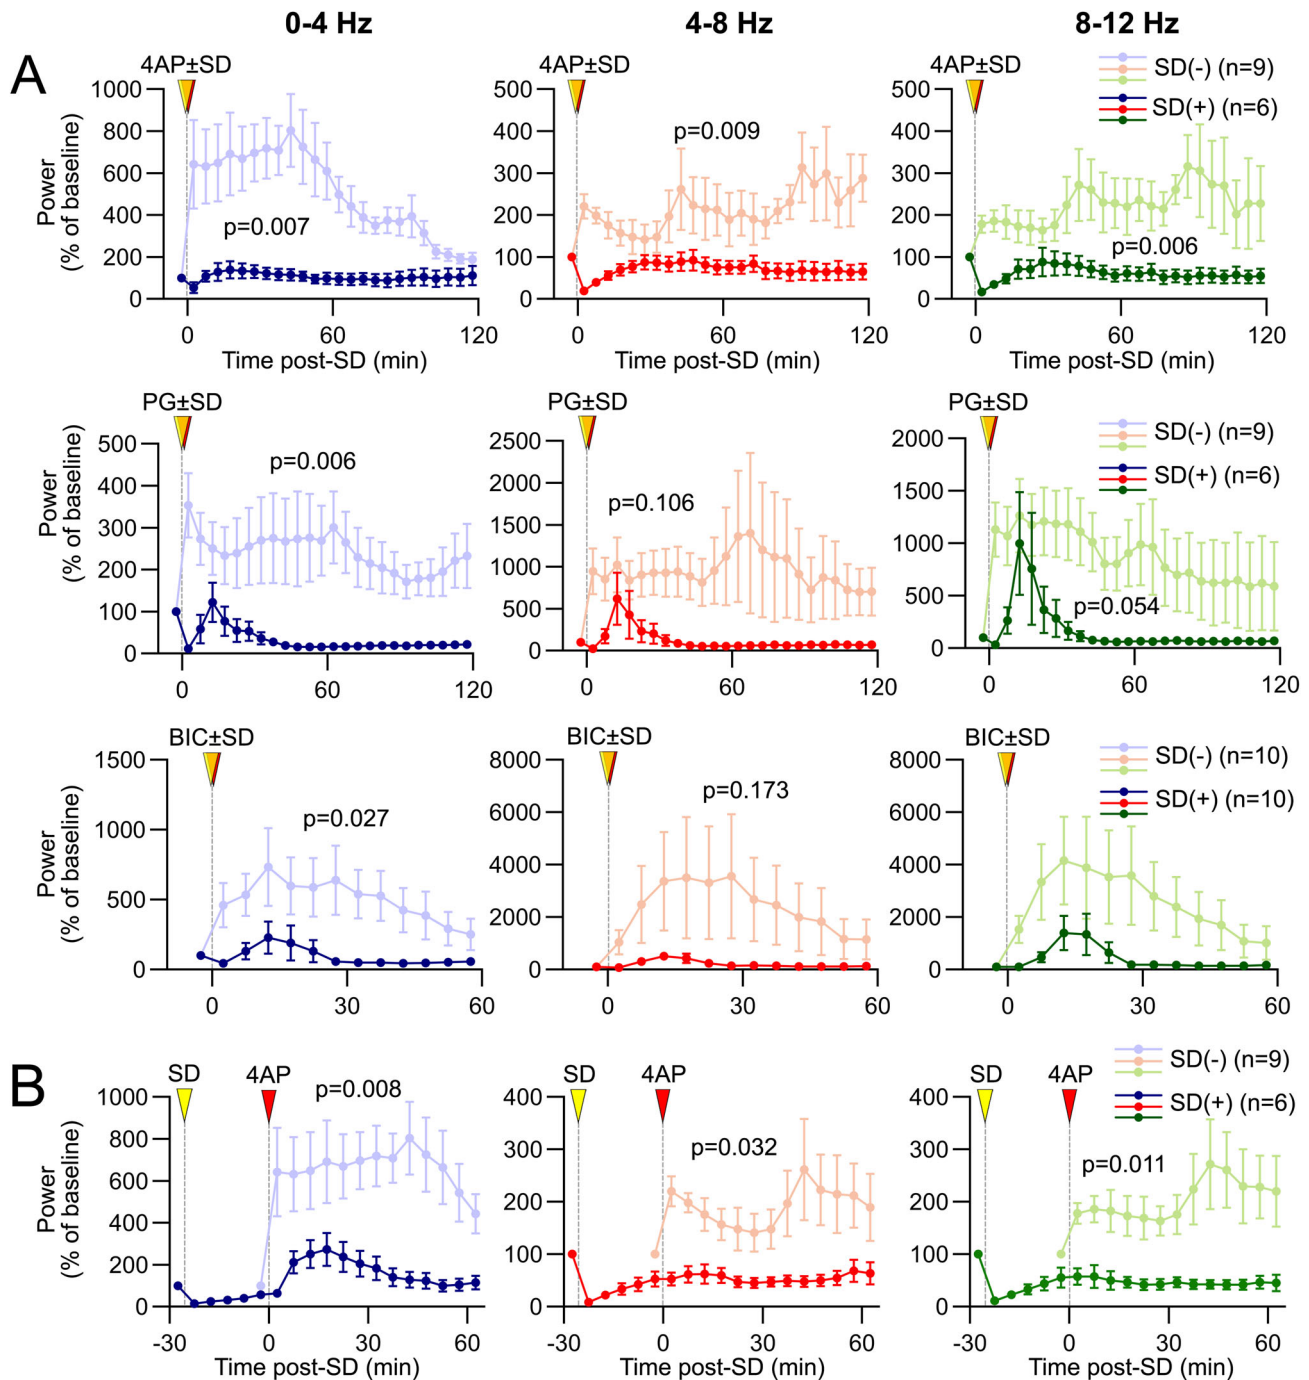 0-4 Hz 4-8 Hz 8-12 Hz
A
4AP±SD 4AP±SD 4AP±SD
SD(-) (n=9)
SD(+) (n=6)
Power
(% of baseline)
1000
800
600
400
200
0
p=0.007
0 60 120
Time post-SD (min)
500
400
300
200
100
0
p=0.009
0 60 120
Time post-SD (min)
500
400
300
200
100
0
p=0.006
0 60 120
Time post-SD (min)
PG±SD PG±SD PG±SD
SD(-) (n=9)
SD(+) (n=6)
Power
(% of baseline)
500
400
300
200
100
0
p=0.006
0 60 120
2500
2000
1500
1000
500
0
p=0.106
0 60 120
2000
1500
1000
500
0
p=0.054
0 60 120
BIC±SD BIC±SD BIC±SD
SD(-) (n=10)
SD(+) (n=10)
Power
(% of baseline)
1500
1000
500
0
p=0.027
0 30 60
8000
6000
4000
2000
0
p=0.173
0 30 60
8000
6000
4000
2000
0
0 30 60
B
SD 4AP SD 4AP SD 4AP
SD(-) (n=9)
SD(+) (n=6)
Power
(% of baseline)
1000
800
600
400
200
0
p=0.008
-30 0 30 60
Time post-SD (min)
400
300
200
100
0
p=0.032
-30 0 30 60
Time post-SD (min)
400
300
200
100
0
p=0.011
-30 0 30 60
Time post-SD (min)